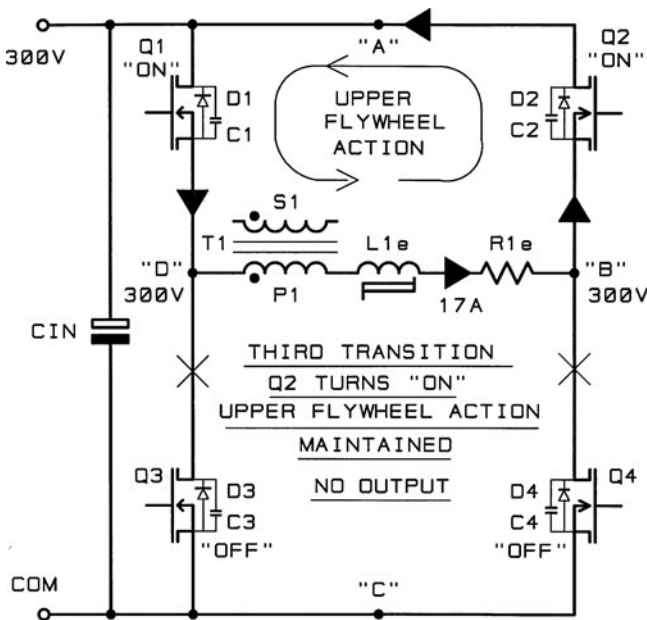 300V
Q1
"ON"
"A"
Q2
"ON"
D1
C1
UPPER
FLYWHEEL
ACTION
D2
C2
S1
T1
L1e
R1e
"D"
300V
P1
17A
"B"
300V
CIN
THIRD TRANSITION
Q2 TURNS "ON"
UPPER FLYWHEEL ACTION
MAINTAINED
NO OUTPUT
Q3
D3
C3
"OFF"
D4
C4
"OFF"
Q4
COM
"C"